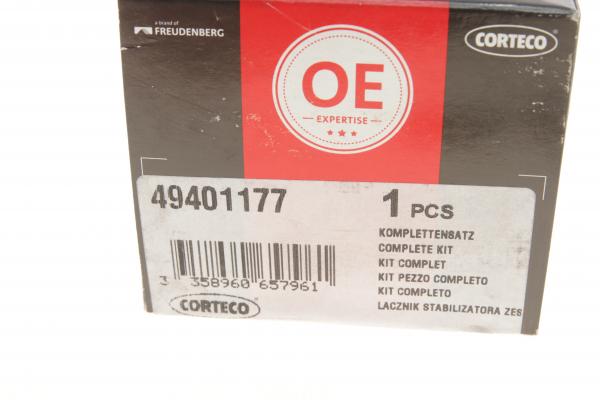 a brand of
FREUDENBERG
OE
EXPERTISE
CORTECO
49401177
1 PCS
KOMPLETTENSATZ
COMPLETE KIT
KIT COMPLET
KIT PEZZO COMPLETO
KIT COMPLETO
LACZNIK STABILIZATORA ZES
3 358960 657961
CORTECO